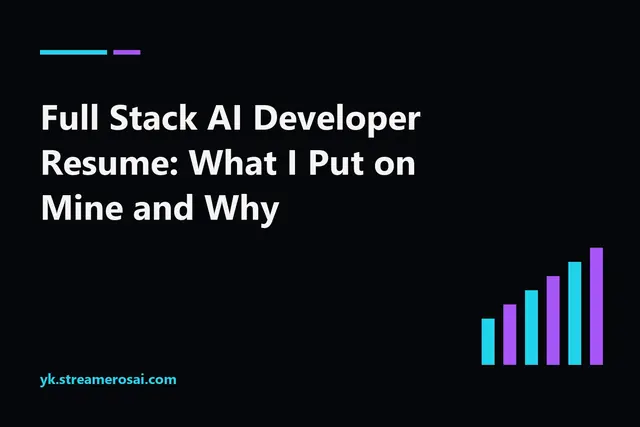 Full Stack AI Developer
Resume: What I Put on
Mine and Why
yk.streamerosai.com